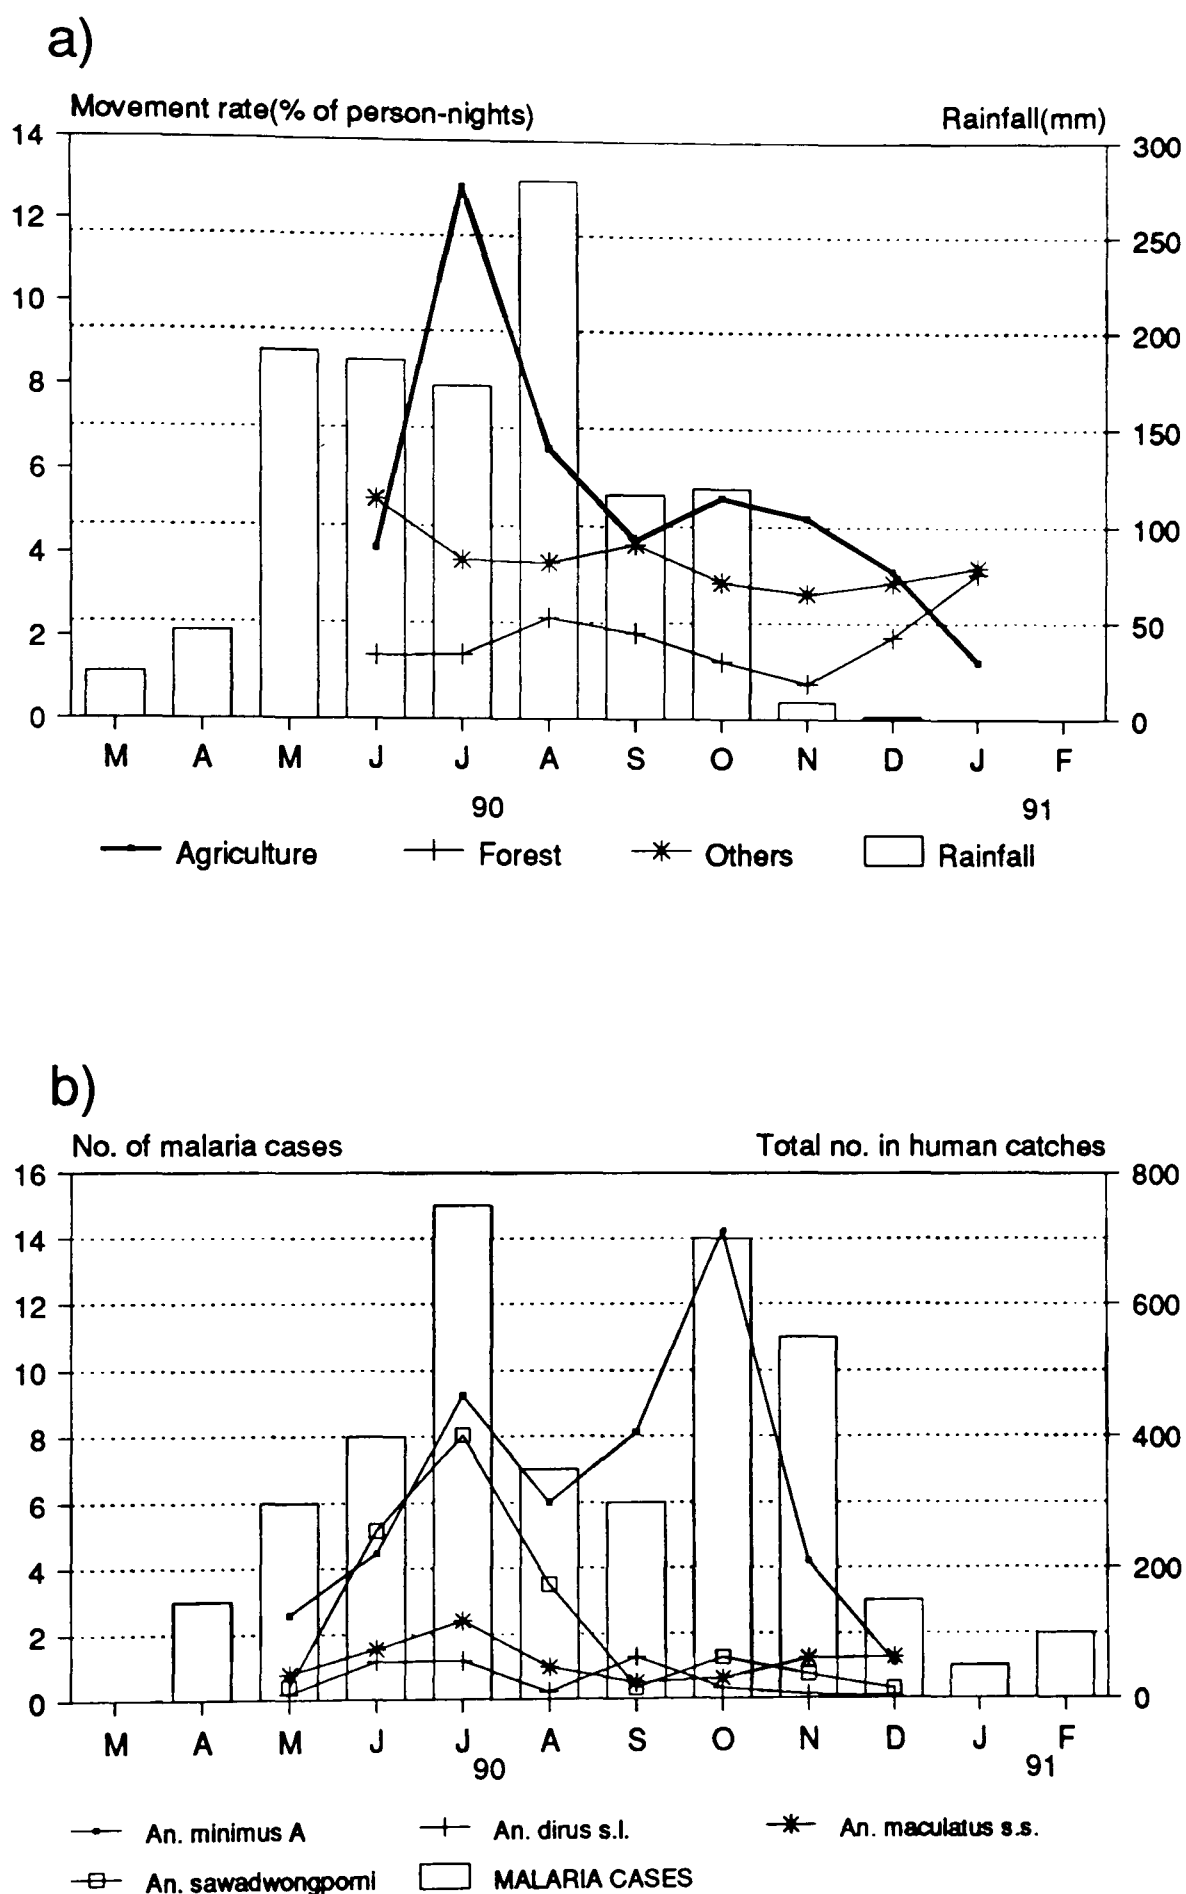 a)
Movement rate(% of person-nights) Rainfall(mm)
14 300
12 250
10 200
8 150
6 100
4 50
2 0
0
M A M J J A S O N D J F
90 91
Agriculture Forest Others Rainfall
b)
No. of malaria cases Total no. in human catches
16 800
14
12 600
10
8 400
6
4 200
2
0 0
M A M J J A S O N D J F
90 91
An. minimus A An. dirus s.l. An. maculatus s.s.
An. sawadwongporni MALARIA CASES